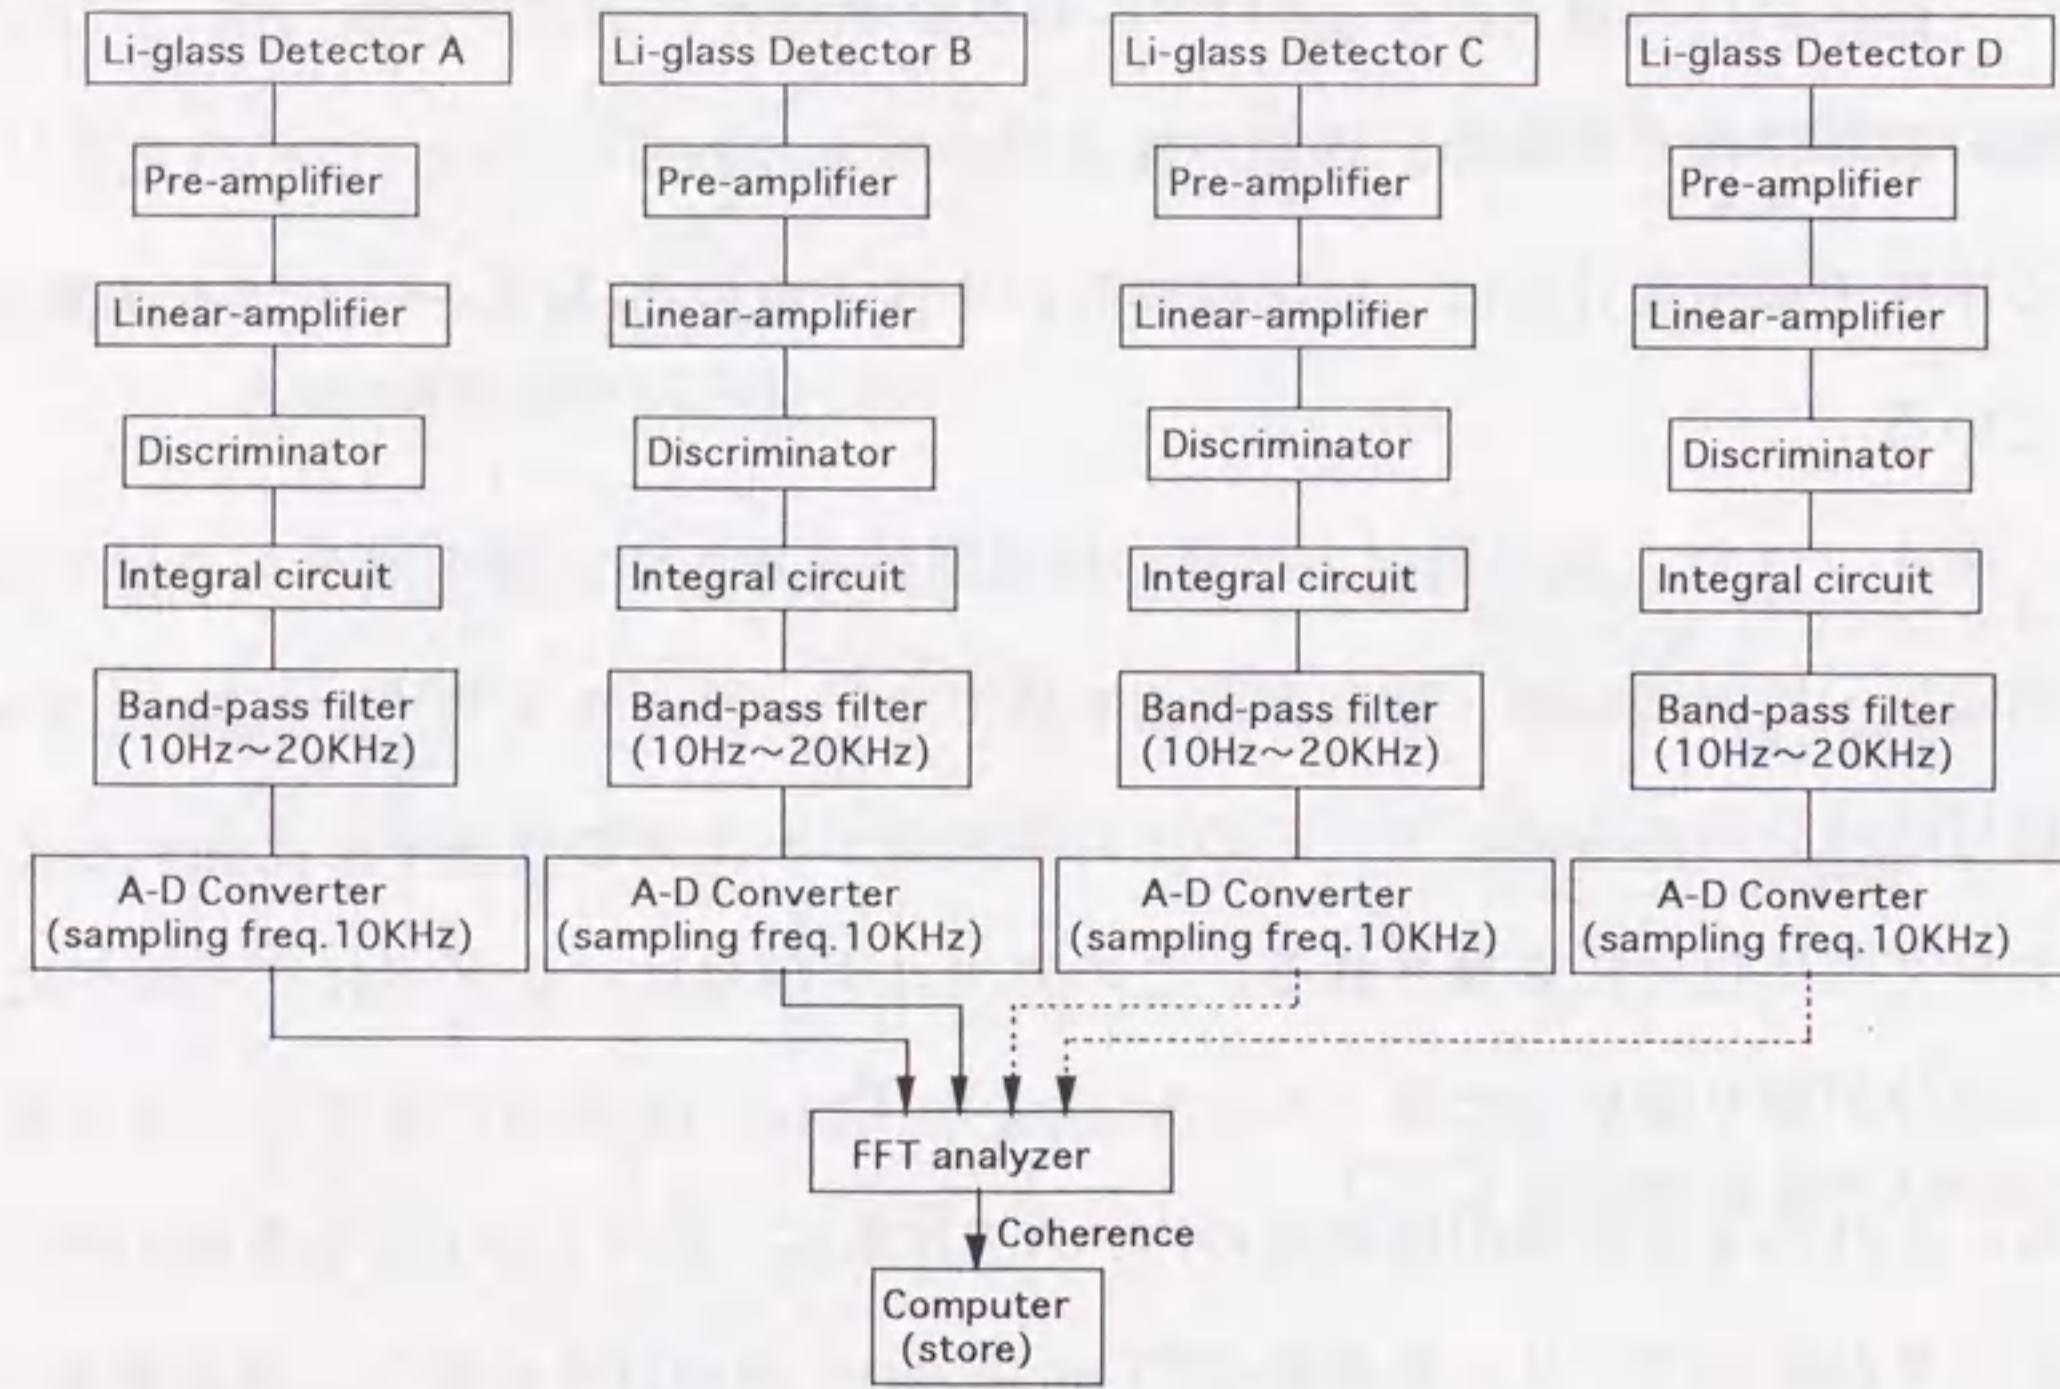 Li-glass Detector A
Li-glass Detector B
Li-glass Detector C
Li-glass Detector D
Pre-amplifier
Pre-amplifier
Pre-amplifier
Pre-amplifier
Linear-amplifier
Linear-amplifier
Linear-amplifier
Linear-amplifier
Discriminator
Discriminator
Discriminator
Discriminator
Integral circuit
Integral circuit
Integral circuit
Integral circuit
Band-pass filter
(10Hz～20KHz)
Band-pass filter
(10Hz～20KHz)
Band-pass filter
(10Hz～20KHz)
Band-pass filter
(10Hz～20KHz)
A-D Converter
(sampling freq.10KHz)
A-D Converter
(sampling freq.10KHz)
A-D Converter
(sampling freq.10KHz)
A-D Converter
(sampling freq.10KHz)
FFT analyzer
Coherence
Computer
(store)